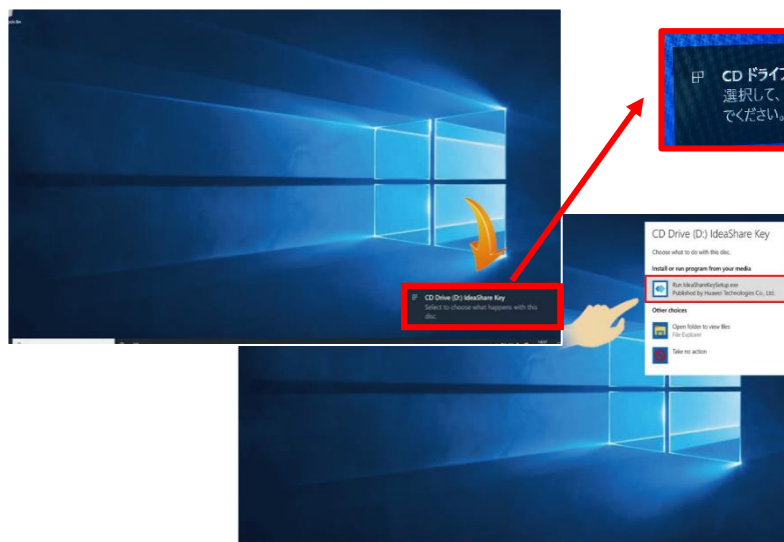 CD Drive (D:) IdeaShare Key
Select to choose what happens with this
disc.
CD ドライブ
選択して、
でください。
CD Drive (D:) IdeaShare Key
Choose what to do with this disc.
Install or run program from your media
Run IdeaShareKeySetup.exe
Published by Huawei Technologies Co., Ltd.
Other choices
Open folder to view files
File Explorer
Take no action